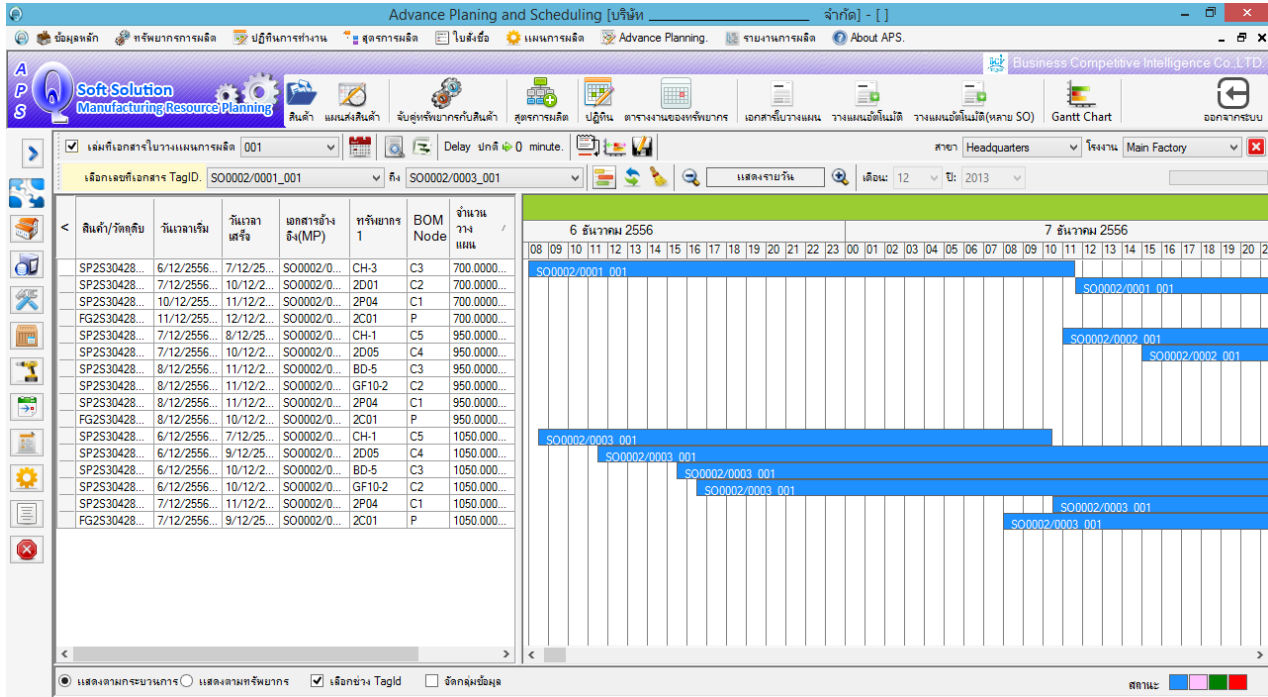 Advance Planing and Scheduling [บริษัท ____________________ จำกัด] - [ ]
ข้อมูลหลัก ทรัพยากรการผลิต ปฏิทินการทำงาน สูตรการผลิต ใบสั่งซื้อ แผนการผลิต Advance Planning. รายงานการผลิต About APS.
Business Competitive Intelligence Co.,LTD.
APS
Soft Solution
Manufacturing Resource Planning
สินค้า แผนส่งสินค้า จับคู่ทรัพยากรกับสินค้า สูตรการผลิต ปฏิทิน ตารางงานของทรัพยากร เอกสารใบวางแผน วางแผนอัตโนมัติ วางแผนอัตโนมัติ(หลาย SO) Gantt Chart ออกจากระบบ
เล่มที่เอกสารใบวางแผนการผลิต 001 Delay ปกติ 0 minute. สาขา Headquarters โรงงาน Main Factory
เลือกเลขที่เอกสาร TagID. SO0002/0001_001 ถึง SO0002/0003_001 แสดงรายวัน เดือน: 12 ปี: 2013
< สินค้า/วัตถุดิบ วันเวลาเริ่ม วันเวลาเสร็จ เอกสารอ้างอิง(MP) ทรัพยากร 1 BOM Node จำนวนวางแผน /
6 ธันวาคม 2556 7 ธันวาคม 2556
08 09 10 11 12 13 14 15 16 17 18 19 20 21 22 23 00 01 02 03 04 05 06 07 08 09 10 11 12 13 14 15 16 17 18 19 20 2
SP2S30428... 6/12/2556... 7/12/25... SO0002/0... CH-3 C3 700.0000... SO0002/0001_001
SP2S30428... 7/12/2556... 10/12/2... SO0002/0... 2D01 C2 700.0000... SO0002/0001_001
SP2S30428... 10/12/255... 11/12/2... SO0002/0... 2P04 C1 700.0000...
FG2S30428... 11/12/255... 12/12/2... SO0002/0... 2C01 P 700.0000...
SP2S30428... 7/12/2556... 8/12/25... SO0002/0... CH-1 C5 950.0000... SO0002/0002_001
SP2S30428... 7/12/2556... 10/12/2... SO0002/0... 2D05 C4 950.0000... SO0002/0002_001
SP2S30428... 8/12/2556... 11/12/2... SO0002/0... BD-5 C3 950.0000...
SP2S30428... 8/12/2556... 11/12/2... SO0002/0... GF10-2 C2 950.0000...
SP2S30428... 8/12/2556... 11/12/2... SO0002/0... 2P04 C1 950.0000...
FG2S30428... 8/12/2556... 10/12/2... SO0002/0... 2C01 P 950.0000...
SP2S30428... 6/12/2556... 7/12/25... SO0002/0... CH-1 C5 1050.000... SO0002/0003_001
SP2S30428... 6/12/2556... 9/12/25... SO0002/0... 2D05 C4 1050.000... SO0002/0003_001
SP2S30428... 6/12/2556... 10/12/2... SO0002/0... BD-5 C3 1050.000... SO0002/0003_001
SP2S30428... 6/12/2556... 10/12/2... SO0002/0... GF10-2 C2 1050.000... SO0002/0003_001
SP2S30428... 7/12/2556... 11/12/2... SO0002/0... 2P04 C1 1050.000... SO0002/0003_001
FG2S30428... 7/12/2556... 9/12/25... SO0002/0... 2C01 P 1050.000... SO0002/0003_001
แสดงตามกระบวนการ แสดงตามทรัพยากร เลือกช่วง TagId จัดกลุ่มข้อมูล สถานะ: